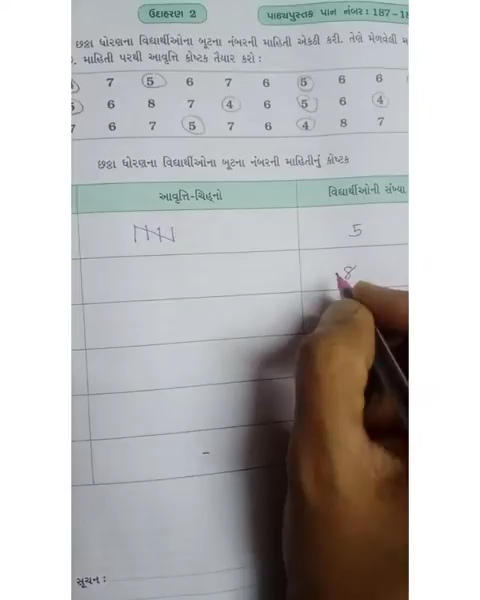 ઉદાહરણ 2
પાઠ્યપુસ્તક પાન નંબર : 187-18
છઠ્ઠા ધોરણના વિદ્યાર્થીઓના બૂટના નંબરની માહિતી એકઠી કરી. તેણે મેળવેલી
માહિતી પરથી આવૃત્તિ કોષ્ટક તૈયાર કરો :
7 5 6 7 6 5 6 6
5 6 8 7 4 6 5 6 4
7 6 7 5 7 6 4 8 7
છઠ્ઠા ધોરણના વિદ્યાર્થીઓના બૂટના નંબરની માહિતીનું કોષ્ટક
આવૃત્તિ-ચિહ્નો વિદ્યાર્થીઓની સંખ્યા
5
8
સૂચન :